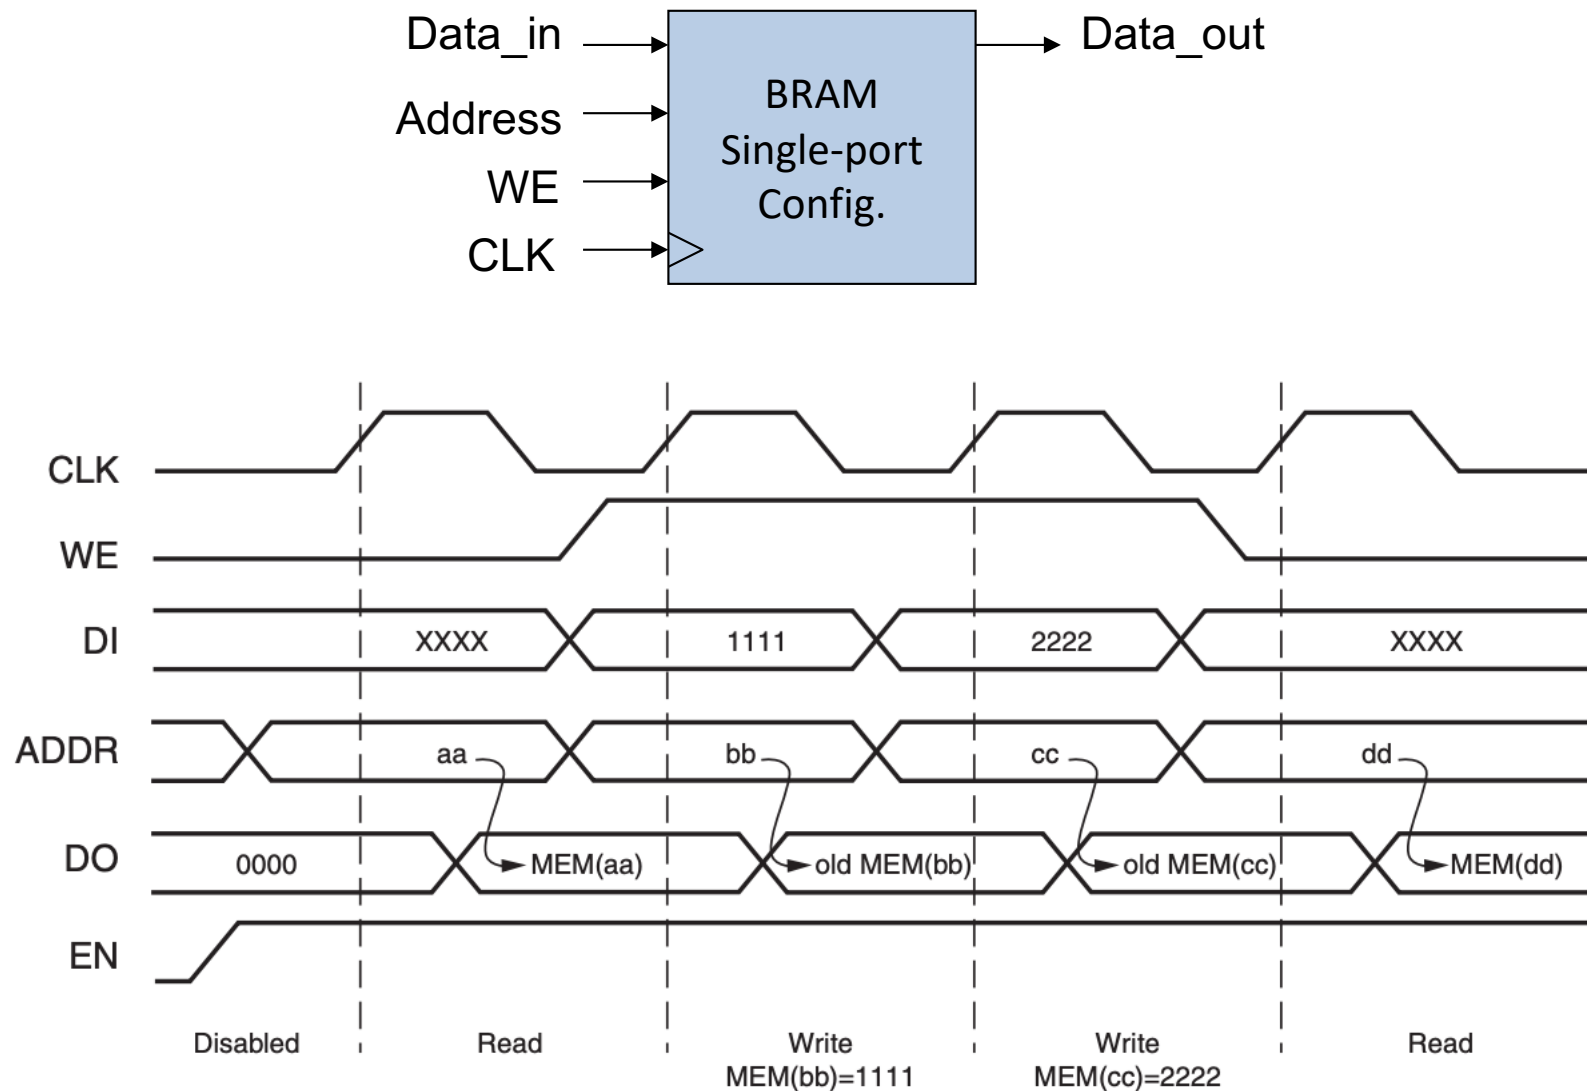 Data_in
Data_out
Address
WE
CLK
BRAM
Single-port
Config.
CLK
WE
DI XXXX 1111 2222 XXXX
ADDR aa bb cc dd
DO 0000 MEM(aa) old MEM(bb) old MEM(cc) MEM(dd)
EN
Disabled Read Write Write Read
MEM(bb)=1111 MEM(cc)=2222